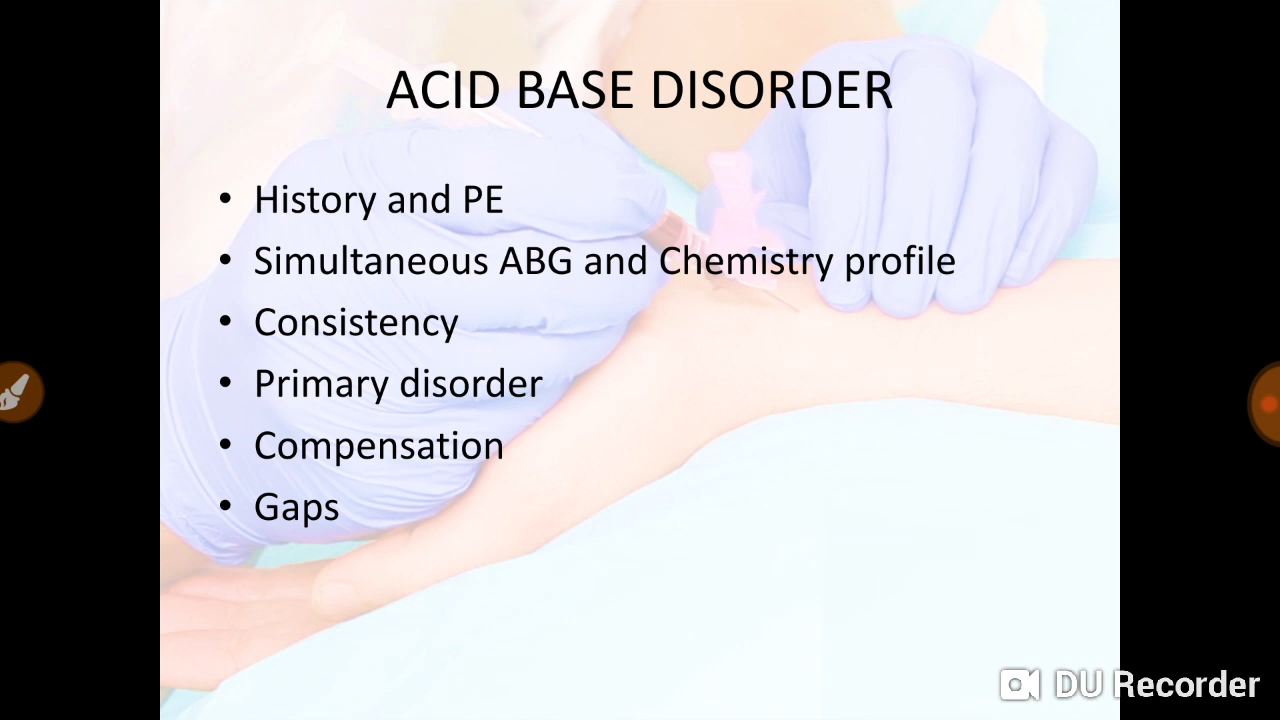 ACID BASE DISORDER
• History and PE
• Simultaneous ABG and Chemistry profile
• Consistency
• Primary disorder
• Compensation
• Gaps
DU Recorder